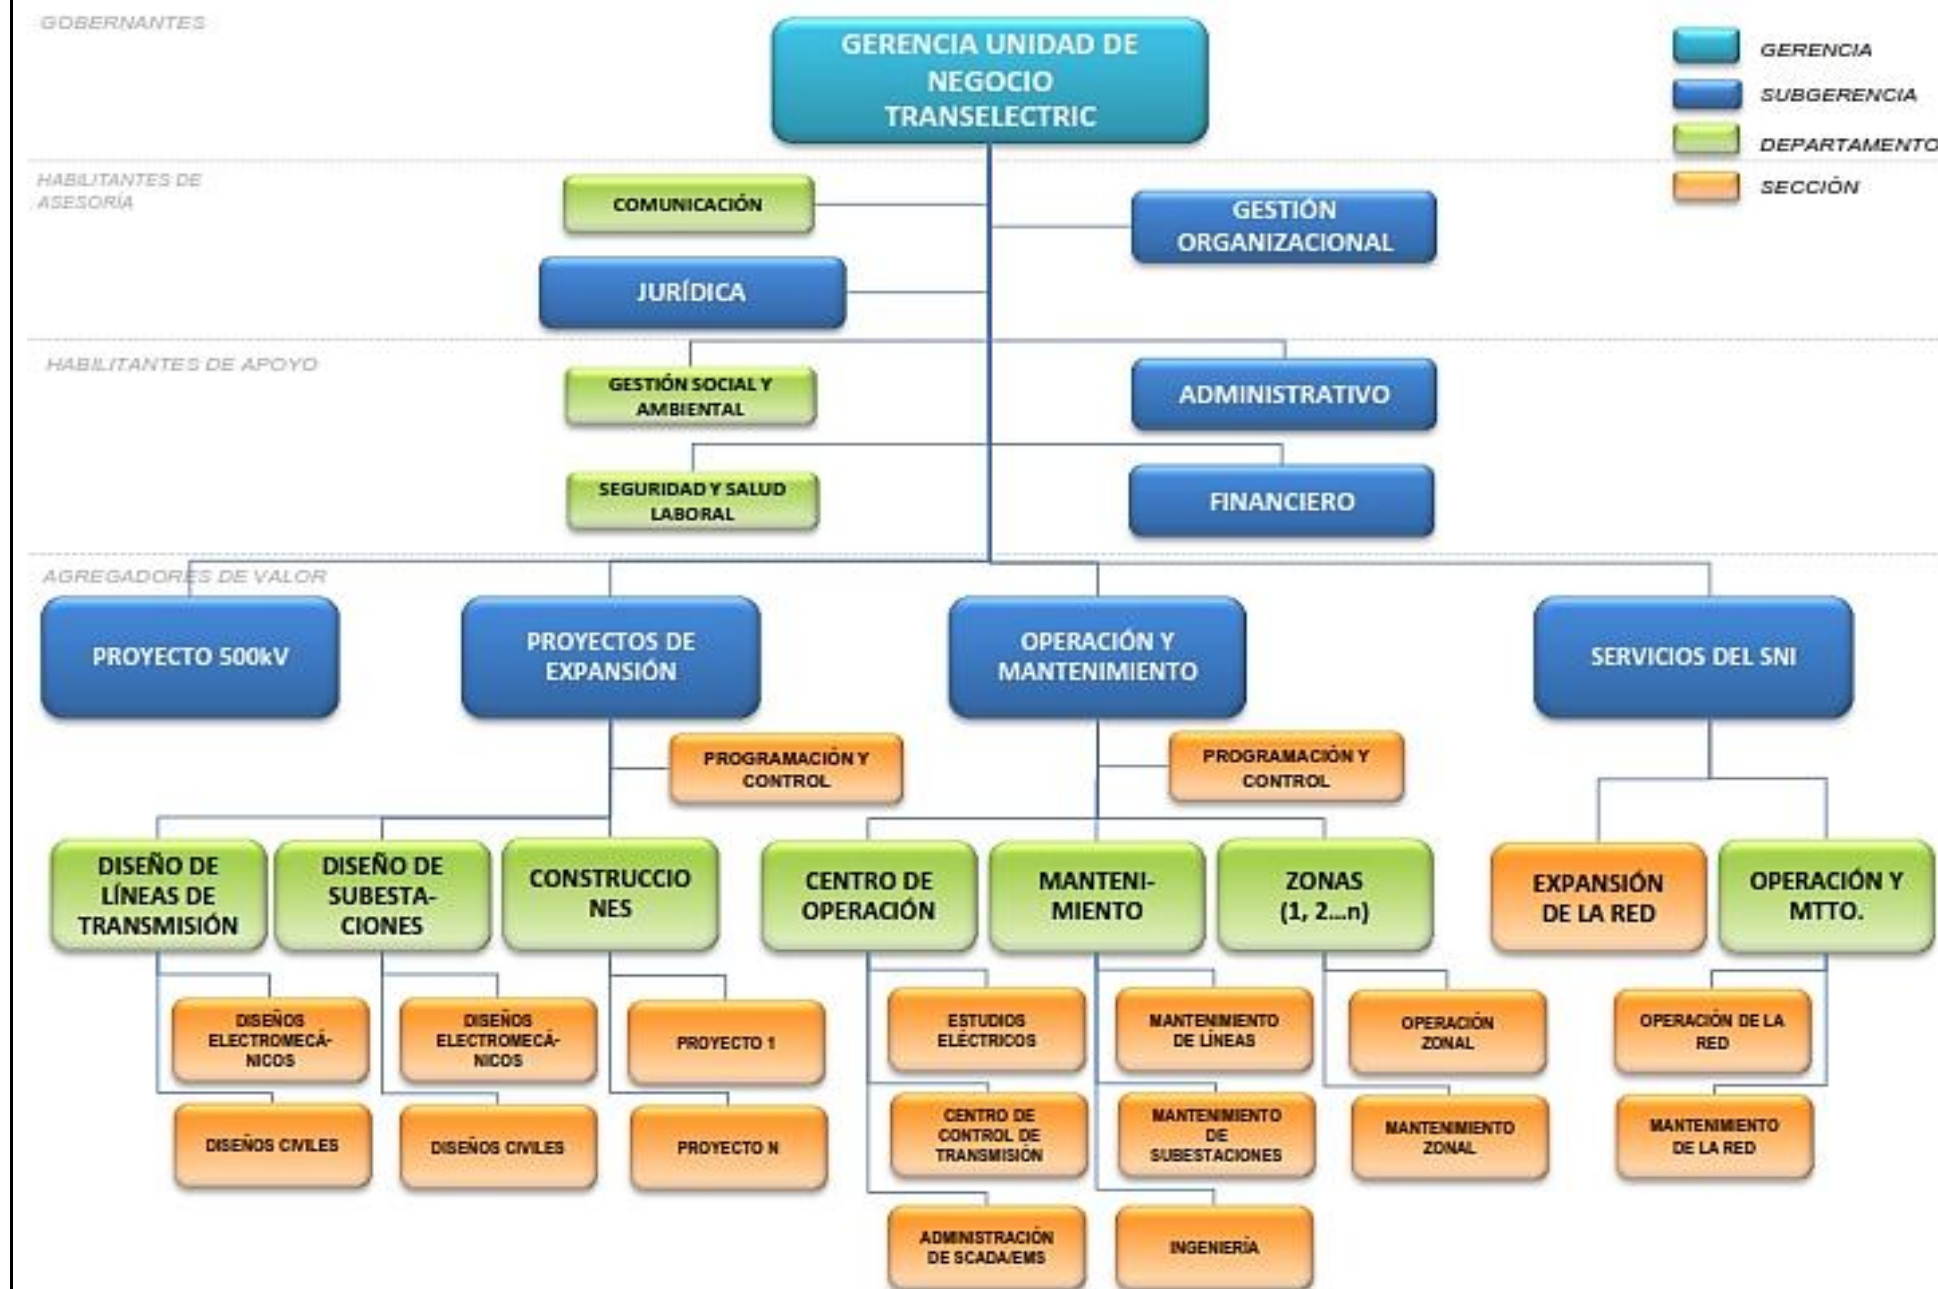 GOBERNANTES
GERENCIA UNIDAD DE
NEGOCIO
TRANSELECTRIC
GERENCIA
SUBGERENCIA
DEPARTAMENTO
SECCIÓN
HABILITANTES DE
ASESORÍA
COMUNICACIÓN
GESTIÓN
ORGANIZACIONAL
JURÍDICA
HABILITANTES DE APOYO
GESTIÓN SOCIAL Y
AMBIENTAL
ADMINISTRATIVO
SEGURIDAD Y SALUD
LABORAL
FINANCIERO
AGREGADORES DE VALOR
PROYECTO 500kV
PROYECTOS DE
EXPANSIÓN
OPERACIÓN Y
MANTENIMIENTO
SERVICIOS DEL SNI
PROGRAMACIÓN Y
CONTROL
PROGRAMACIÓN Y
CONTROL
DISEÑO DE
LÍNEAS DE
TRANSMISIÓN
DISEÑO DE
SUBESTA-
CIONES
CONSTRUCCIO
NES
CENTRO DE
OPERACIÓN
MANTENI-
MIENTO
ZONAS
(1, 2...n)
EXPANSIÓN
DE LA RED
OPERACIÓN Y
MTTO.
DISEÑOS
ELECTROMECÁ-
NICOS
DISEÑOS
ELECTROMECÁ-
NICOS
PROYECTO 1
ESTUDIOS
ELÉCTRICOS
MANTENIMIENTO
DE LÍNEAS
OPERACIÓN
ZONAL
OPERACIÓN DE LA
RED
DISEÑOS CIVILES
DISEÑOS CIVILES
PROYECTO N
CENTRO DE
CONTROL DE
TRANSMISIÓN
MANTENIMIENTO
DE
SUBESTACIONES
MANTENIMIENTO
ZONAL
MANTENIMIENTO
DE LA RED
ADMINISTRACIÓN
DE SCADA/EMS
INGENIERÍA